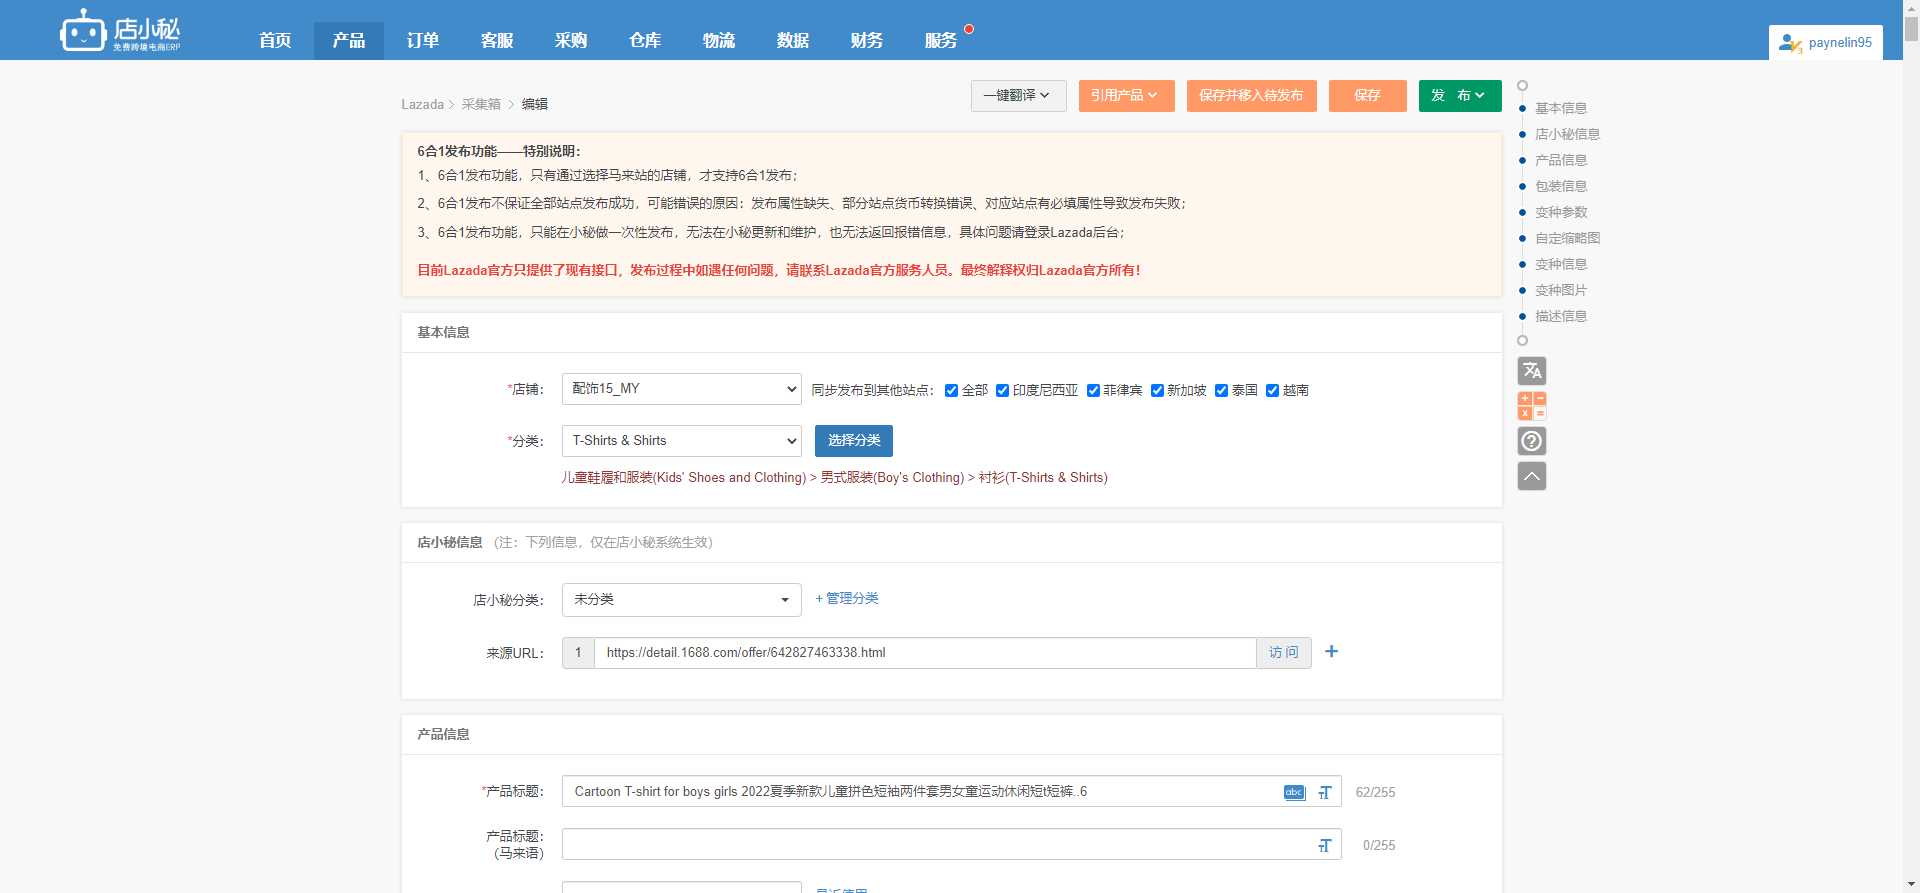 店小秘
免费跨境电商ERP
首页 产品 订单 客服 采购 仓库 物流 数据 财务 服务
paynelin95
Lazada > 采集箱 > 编辑
一键翻译 引用产品 保存并移入待发布 保存 发 布
6合1发布功能——特别说明：
1、6合1发布功能，只有通过选择马来站的店铺，才支持6合1发布；
2、6合1发布不保证全部站点发布成功，可能错误的原因：发布属性缺失、部分站点货币转换错误、对应站点有必填属性导致发布失败；
3、6合1发布功能，只能在小秘做一次性发布，无法在小秘更新和维护，也无法返回报错信息，具体问题请登录Lazada后台；
目前Lazada官方只提供了现有接口，发布过程中如遇任何问题，请联系Lazada官方服务人员。最终解释权归Lazada官方所有！
基本信息
*店铺： 配饰15_MY 同步发布到其他站点： 全部 印度尼西亚 菲律宾 新加坡 泰国 越南
*分类： T-Shirts & Shirts 选择分类
儿童鞋履和服装(Kids' Shoes and Clothing) > 男式服装(Boy's Clothing) > 衬衫(T-Shirts & Shirts)
店小秘信息 (注：下列信息，仅在店小秘系统生效)
店小秘分类： 未分类 + 管理分类
来源URL： 1 https://detail.1688.com/offer/642827463338.html 访 问 +
产品信息
*产品标题： Cartoon T-shirt for boys girls 2022夏季新款儿童拼色短袖两件套男女童运动休闲短t短裤..6 abc 62/255
产品标题：
(马来语) 0/255
最近使用
基本信息
店小秘信息
产品信息
包装信息
变种参数
自定缩略图
变种信息
变种图片
描述信息